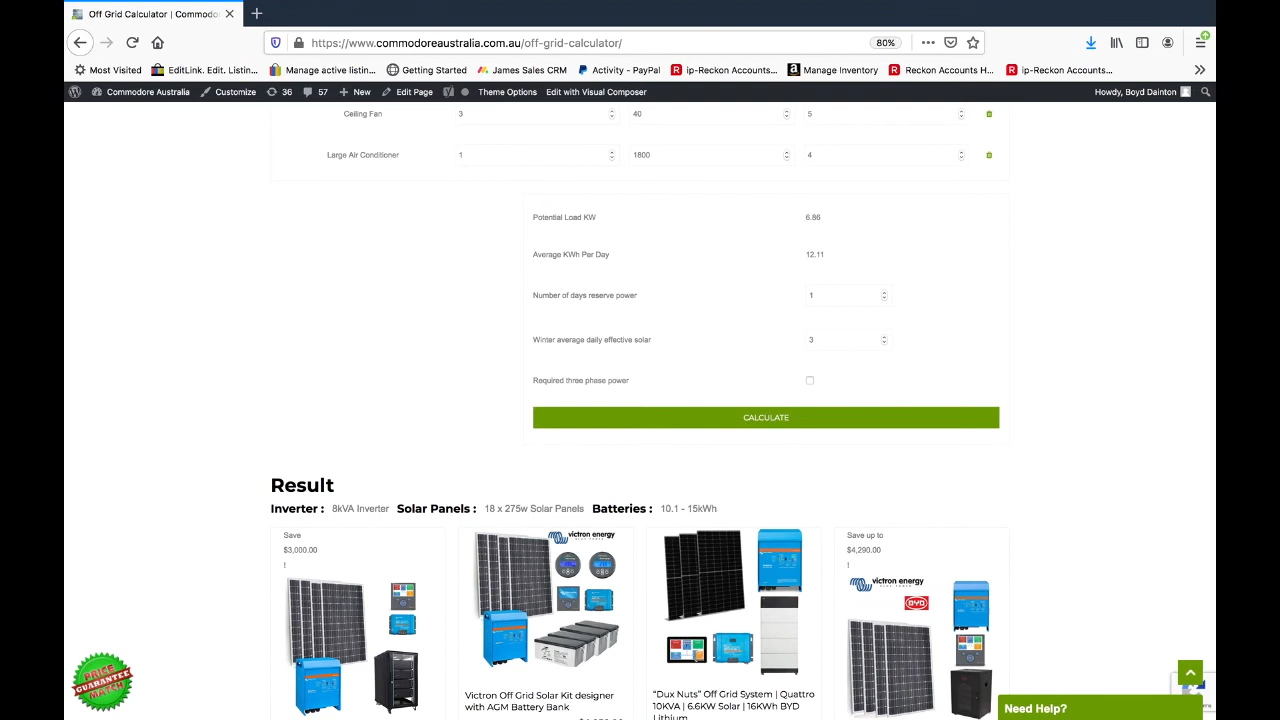 Off Grid Calculator | Commodo
https://www.commodoreaustralia.com.au/off-grid-calculator/
80%
Most Visited
EditLink. Edit. Listin...
Manage active listin...
Getting Started
James Sales CRM
Activity - PayPal
ip-Reckon Accounts...
Manage Inventory
Reckon Accounts H...
ip-Reckon Accounts...
Commodore Australia
Customize
36
57
New
Edit Page
Theme Options
Edit with Visual Composer
Howdy, Boyd Dainton
Ceiling Fan 3 40 5
Large Air Conditioner 1 1800 4
Potential Load KW 6.86
Average KWh Per Day 12.11
Number of days reserve power 1
Winter average daily effective solar 3
Required three phase power
CALCULATE
Result
Inverter : 8kVA Inverter Solar Panels : 18 x 275w Solar Panels Batteries : 10.1 - 15kWh
Save
$3,000.00
!
victron energy
Victron Off Grid Solar Kit designer
with AGM Battery Bank
“Dux Nuts” Off Grid System | Quattro
10KVA | 6.6KW Solar | 16KWh BYD
Lithium
Save up to
$4,290.00
!
victron energy
BYD
PRICE
GUARANTEE
MATCH
Need Help?